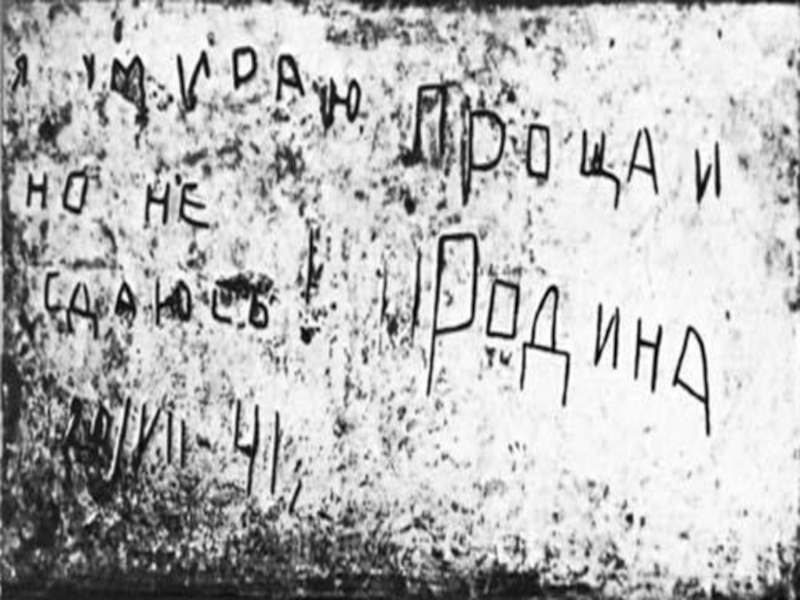 Я УМИРАЮ
НО НЕ
СДАЮСЬ!
ПРОЩАИ
РОДИНА
20/VII 41.